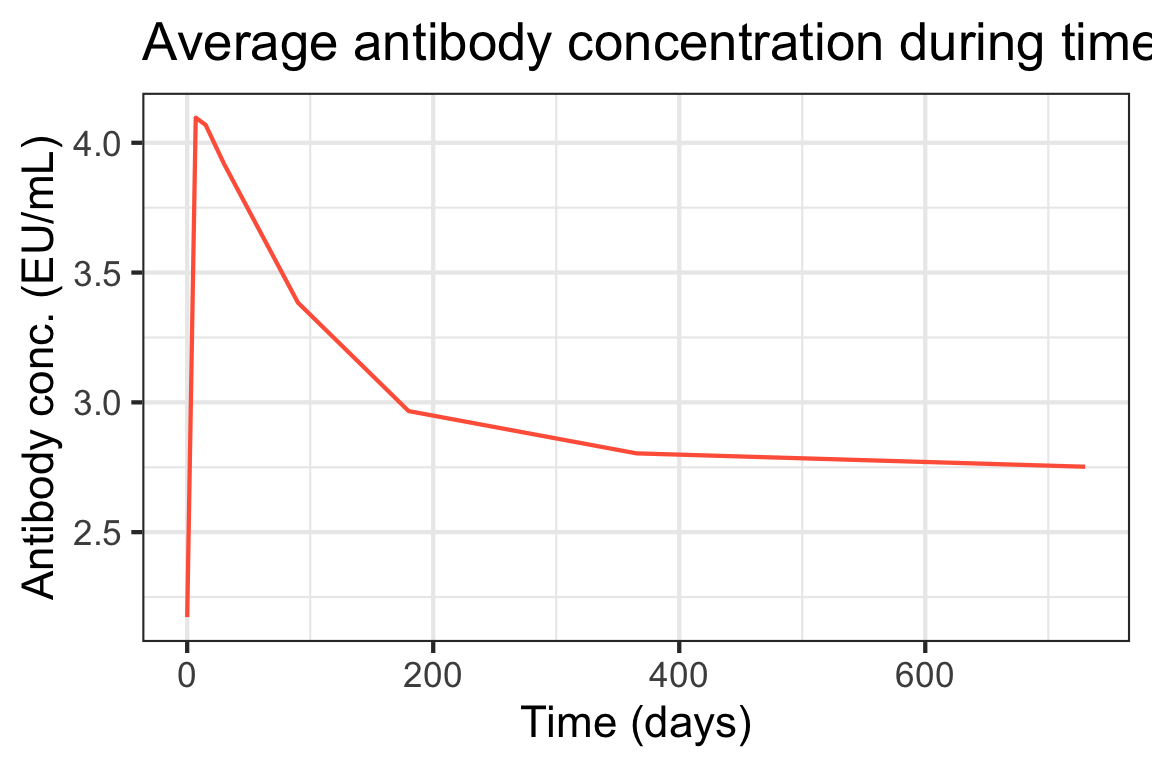 Average antibody concentration during time
Antibody conc. (EU/mL)
4.0
3.5
3.0
2.5
0 200 400 600
Time (days)